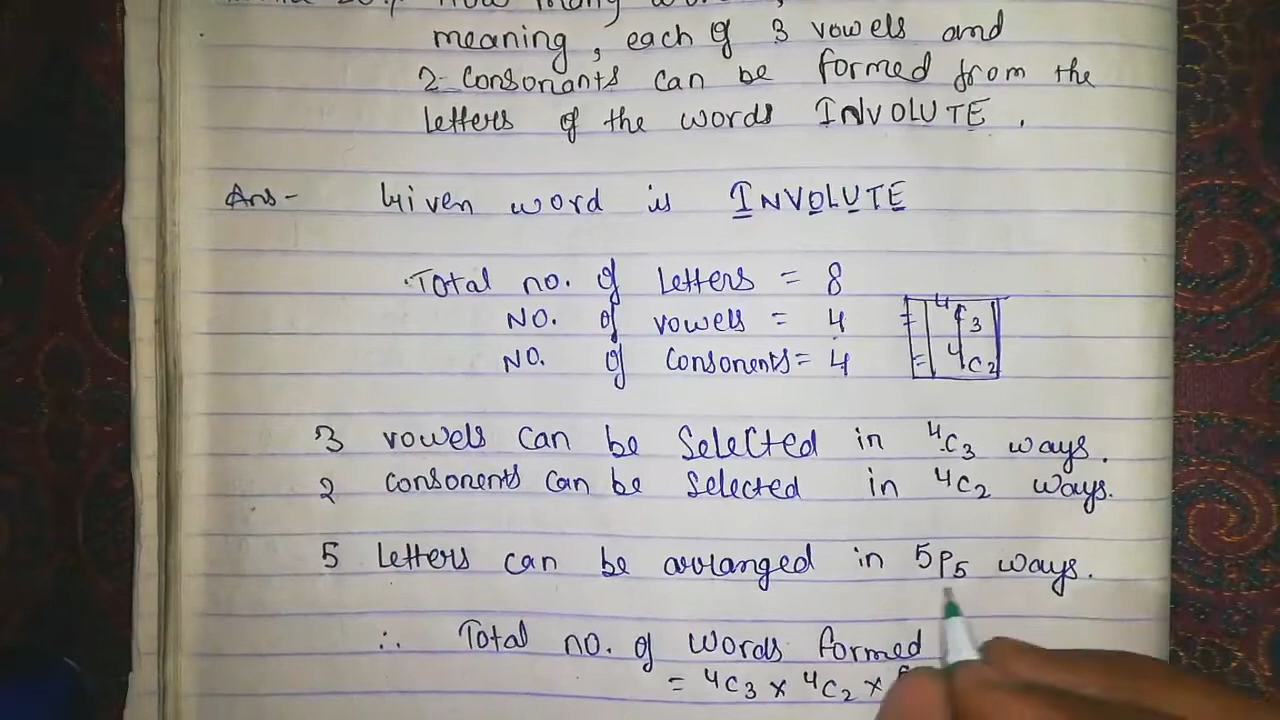 How many
meaning, each of 3 vowels and
2 consonants can be formed from the
letters of the words INVOLUTE.
Ans- Given word is INVOLUTE
Total no. of letters = 8
NO. of vowels = 4 = ⁴C₃
NO. of consonents = 4 = ⁴C₂
3 vowels can be selected in ⁴C₃ ways.
2 consonents can be selected in ⁴C₂ ways.
5 letters can be arranged in 5P₅ ways.
∴ Total no. of words formed
= ⁴C₃ × ⁴C₂ ×